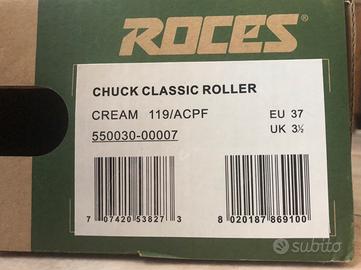 ROCES®
CHUCK CLASSIC ROLLER
CREAM 119/ACPF EU 37
550030-00007 UK 3½
7 07420 53827 3
8 020187 869100
subito